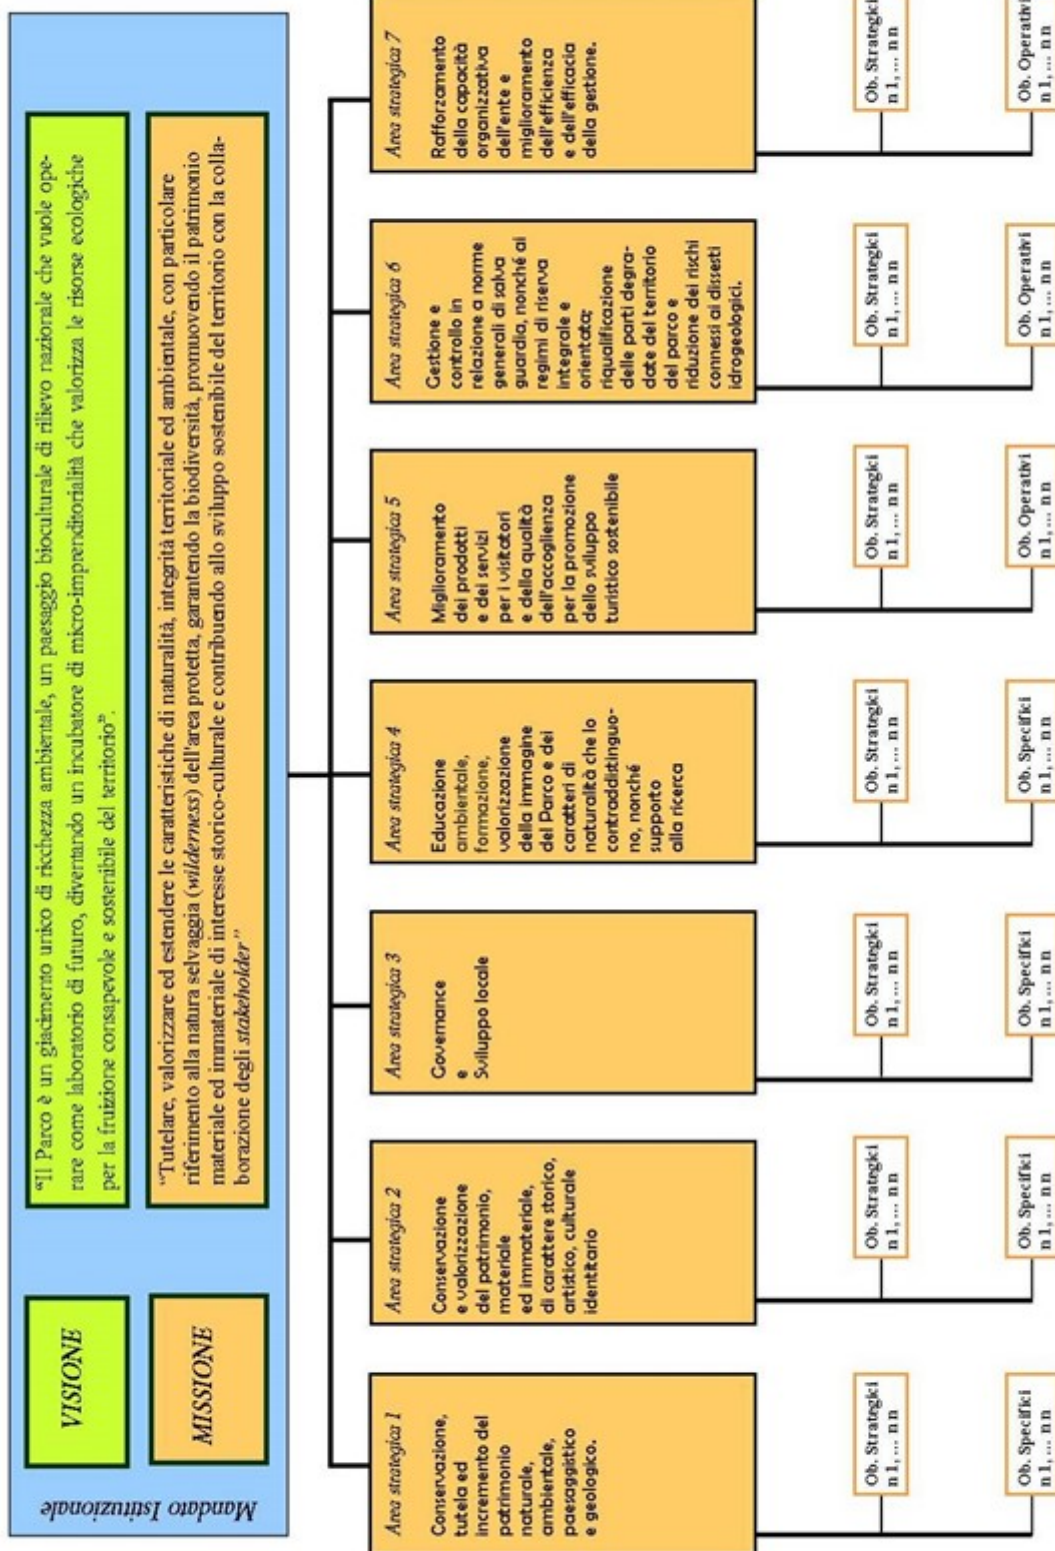 Mandato Istituzionale
VISIONE
"Il Parco è un giacimento unico di ricchezza ambientale, un paesaggio bioculturale di rilievo nazionale che vuole ope-
rare come laboratorio di futuro, diventando un incubatore di micro-imprenditorialità che valorizza le risorse ecologiche
per la fruizione consapevole e sostenibile del territorio".
MISSIONE
"Tutelare, valorizzare ed estendere le caratteristiche di naturalità, integrità territoriale ed ambientale, con particolare
riferimento alla natura selvaggia (wilderness) dell'area protetta, garantendo la biodiversità, promuovendo il patrimonio
materiale ed immateriale di interesse storico-culturale e contribuendo allo sviluppo sostenibile del territorio con la colla-
borazione degli stakeholder"
Area strategica 1
Conservazione,
tutela ed
incremento del
patrimonio
naturale,
ambientale,
paesaggistico
e geologico.
Ob. Strategici
n 1, ... n n
Ob. Specifici
n 1, ... n n
Area strategica 2
Conservazione
e valorizzazione
del patrimonio,
materiale
ed immateriale,
di carattere storico,
artistico, culturale
identitario
Ob. Strategici
n 1, ... n n
Ob. Specifici
n 1, ... n n
Area strategica 3
Governance
e
Sviluppo locale
Ob. Strategici
n 1, ... n n
Ob. Specifici
n 1, ... n n
Area strategica 4
Educazione
ambientale,
formazione,
valorizzazione
della immagine
del Parco e dei
caratteri di
naturalità che lo
contraddistinguo-
no, nonché
supporto
alla ricerca
Ob. Strategici
n 1, ... n n
Ob. Specifici
n 1, ... n n
Area strategica 5
Miglioramento
dei prodotti
e dei servizi
per i visitatori
e della qualità
dell'accoglienza
per la promozione
dello sviluppo
turistico sostenibile
Ob. Strategici
n 1, ... n n
Ob. Operativi
n 1, ... n n
Area strategica 6
Gestione e
controllo in
relazione a norme
generali di salva
guardia, nonché ai
regimi di riserva
integrale e
orientata;
riqualificazione
delle parti degra-
date del territorio
del parco e
riduzione dei rischi
connessi ai dissesti
idrogeologici.
Ob. Strategici
n 1, ... n n
Ob. Operativi
n 1, ... n n
Area strategica 7
Rafforzamento
della capacità
organizzativa
dell'ente e
miglioramento
dell'efficienza
e dell'efficacia
della gestione.
Ob. Strategici
n 1, ... n n
Ob. Operativi
n 1, ... n n